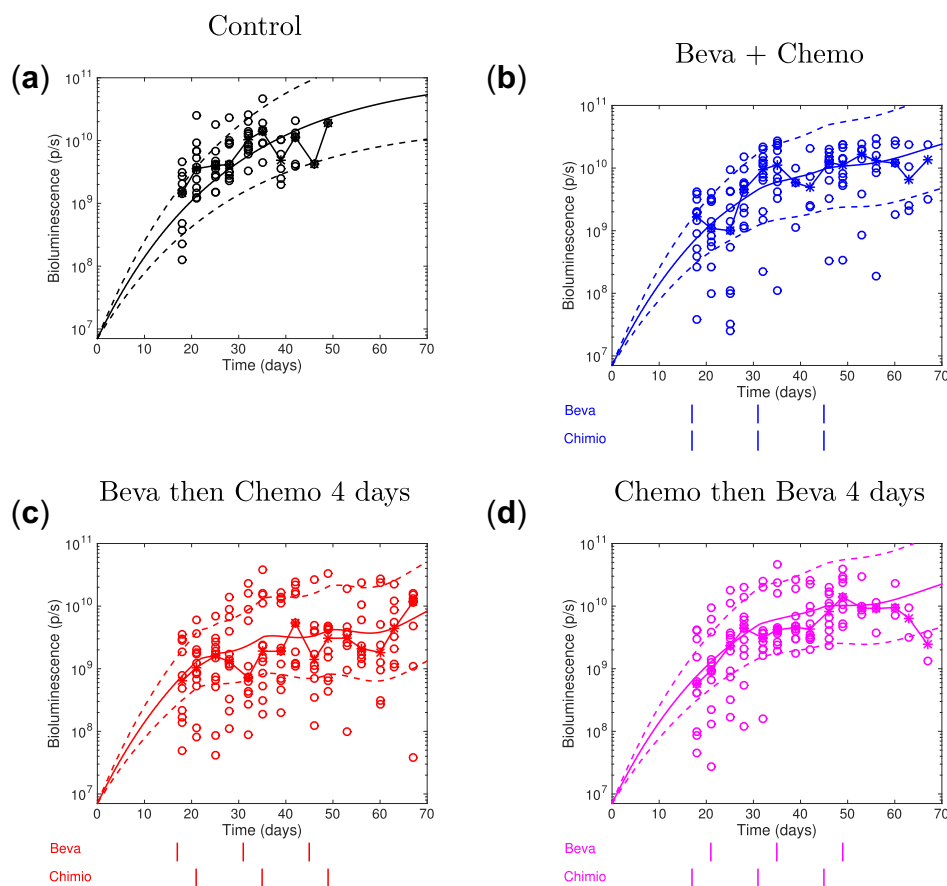 Control
(a)
10^11
10^10
10^9
10^8
10^7
Bioluminescence (p/s)
0 10 20 30 40 50 60 70
Time (days)
Beva + Chemo
(b)
10^11
10^10
10^9
10^8
10^7
Bioluminescence (p/s)
0 10 20 30 40 50 60 70
Time (days)
Beva
Chimio
Beva then Chemo 4 days
(c)
10^11
10^10
10^9
10^8
10^7
Bioluminescence (p/s)
0 10 20 30 40 50 60 70
Time (days)
Beva
Chimio
Chemo then Beva 4 days
(d)
10^11
10^10
10^9
10^8
10^7
Bioluminescence (p/s)
0 10 20 30 40 50 60 70
Time (days)
Beva
Chimio